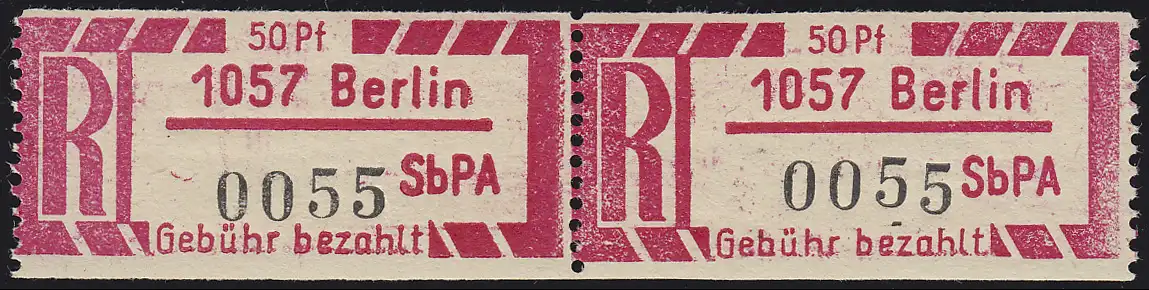 50 Pf
R
1057 Berlin
0055 SbPA
Gebühr bezahlt
50 Pf
R
1057 Berlin
0055 SbPA
Gebühr bezahlt